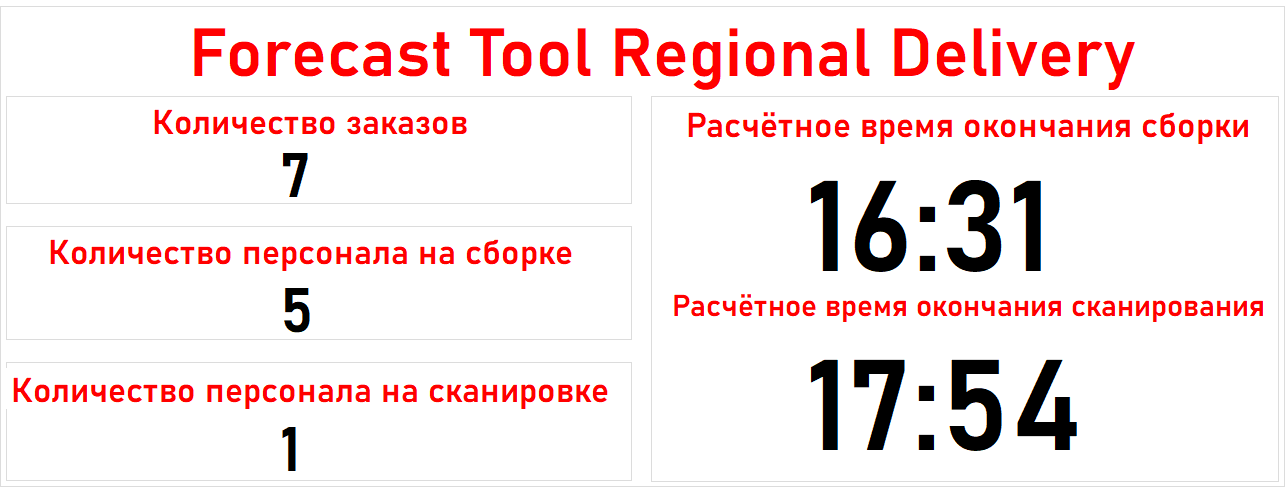 Forecast Tool Regional Delivery
Количество заказов
7
Количество персонала на сборке
5
Количество персонала на сканировке
1
Расчётное время окончания сборки
16:31
Расчётное время окончания сканирования
17:54